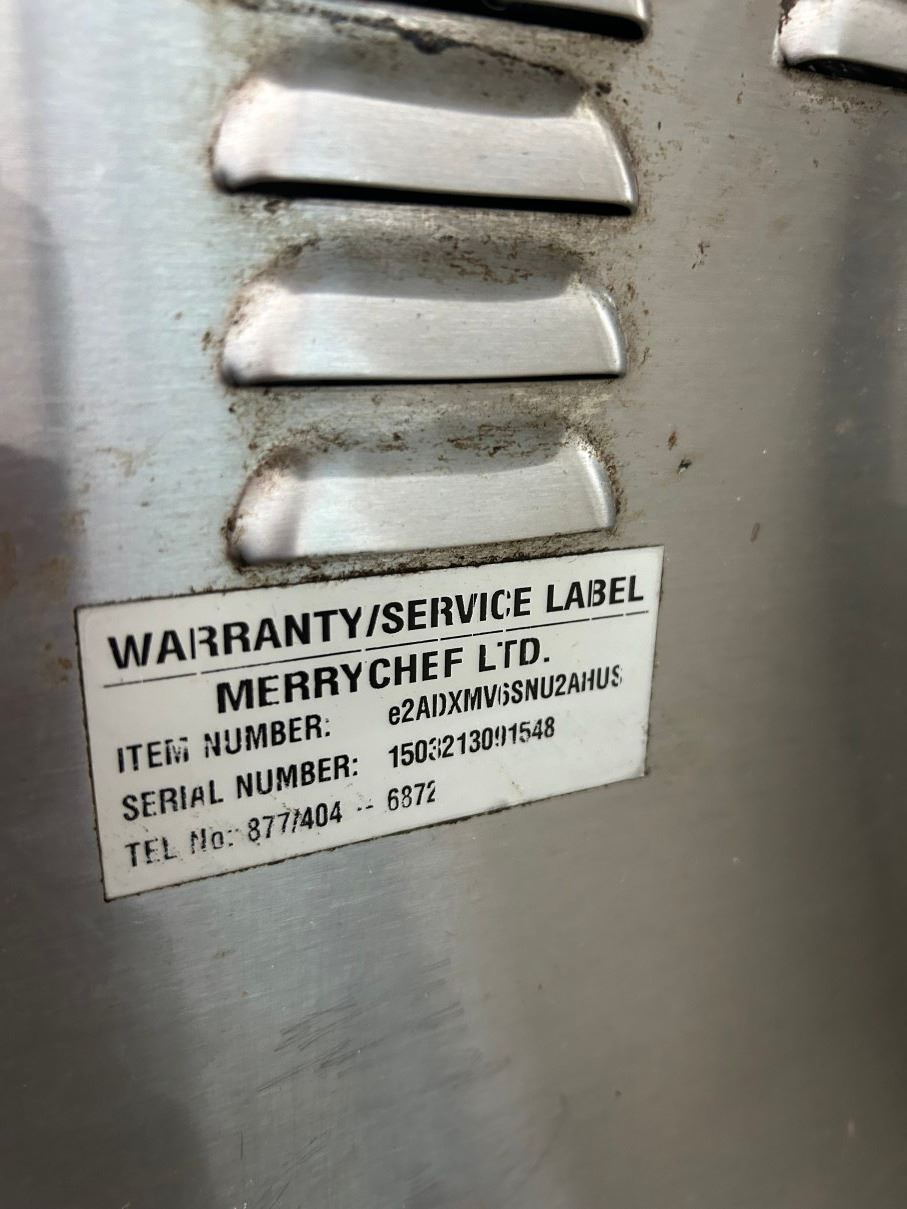 WARRANTY/SERVICE LABEL
MERRYCHEF LTD.
ITEM NUMBER: e2ADXMV6SNU2AHUS
SERIAL NUMBER: 1503213091548
TEL No: 877/404 - 6872